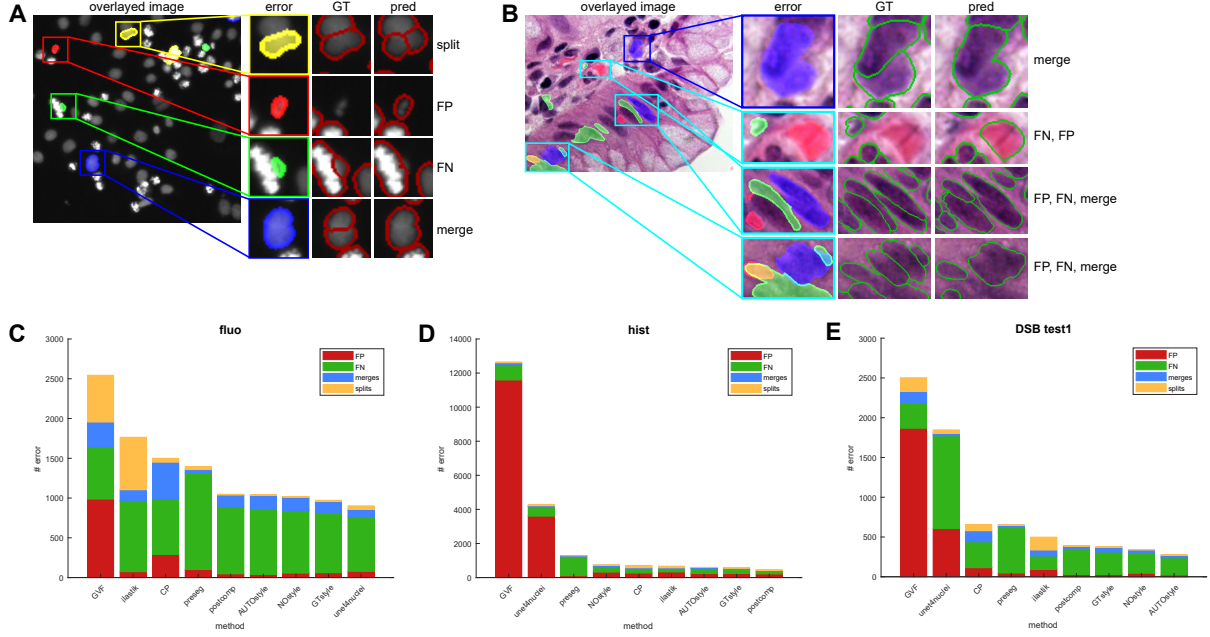 A
overlayed image error GT pred
split
FP
FN
merge
B
overlayed image error GT pred
merge
FN, FP
FP, FN, merge
FP, FN, merge
C
fluo
3000
2500
2000
1500
1000
500
0
# error
FP
FN
merges
splits
GVF ilastik CP preseg postcomp AUTOstyle NOstyle GTstyle unet4nuclei
method
D
hist
14000
12000
10000
8000
6000
4000
2000
0
# error
FP
FN
merges
splits
GVF unet4nuclei preseg NOstyle CP ilastik AUTOstyle GTstyle postcomp
method
E
DSB test1
3000
2500
2000
1500
1000
500
0
# error
FP
FN
merges
splits
GVF unet4nuclei CP preseg ilastik postcomp GTstyle NOstyle AUTOstyle
method